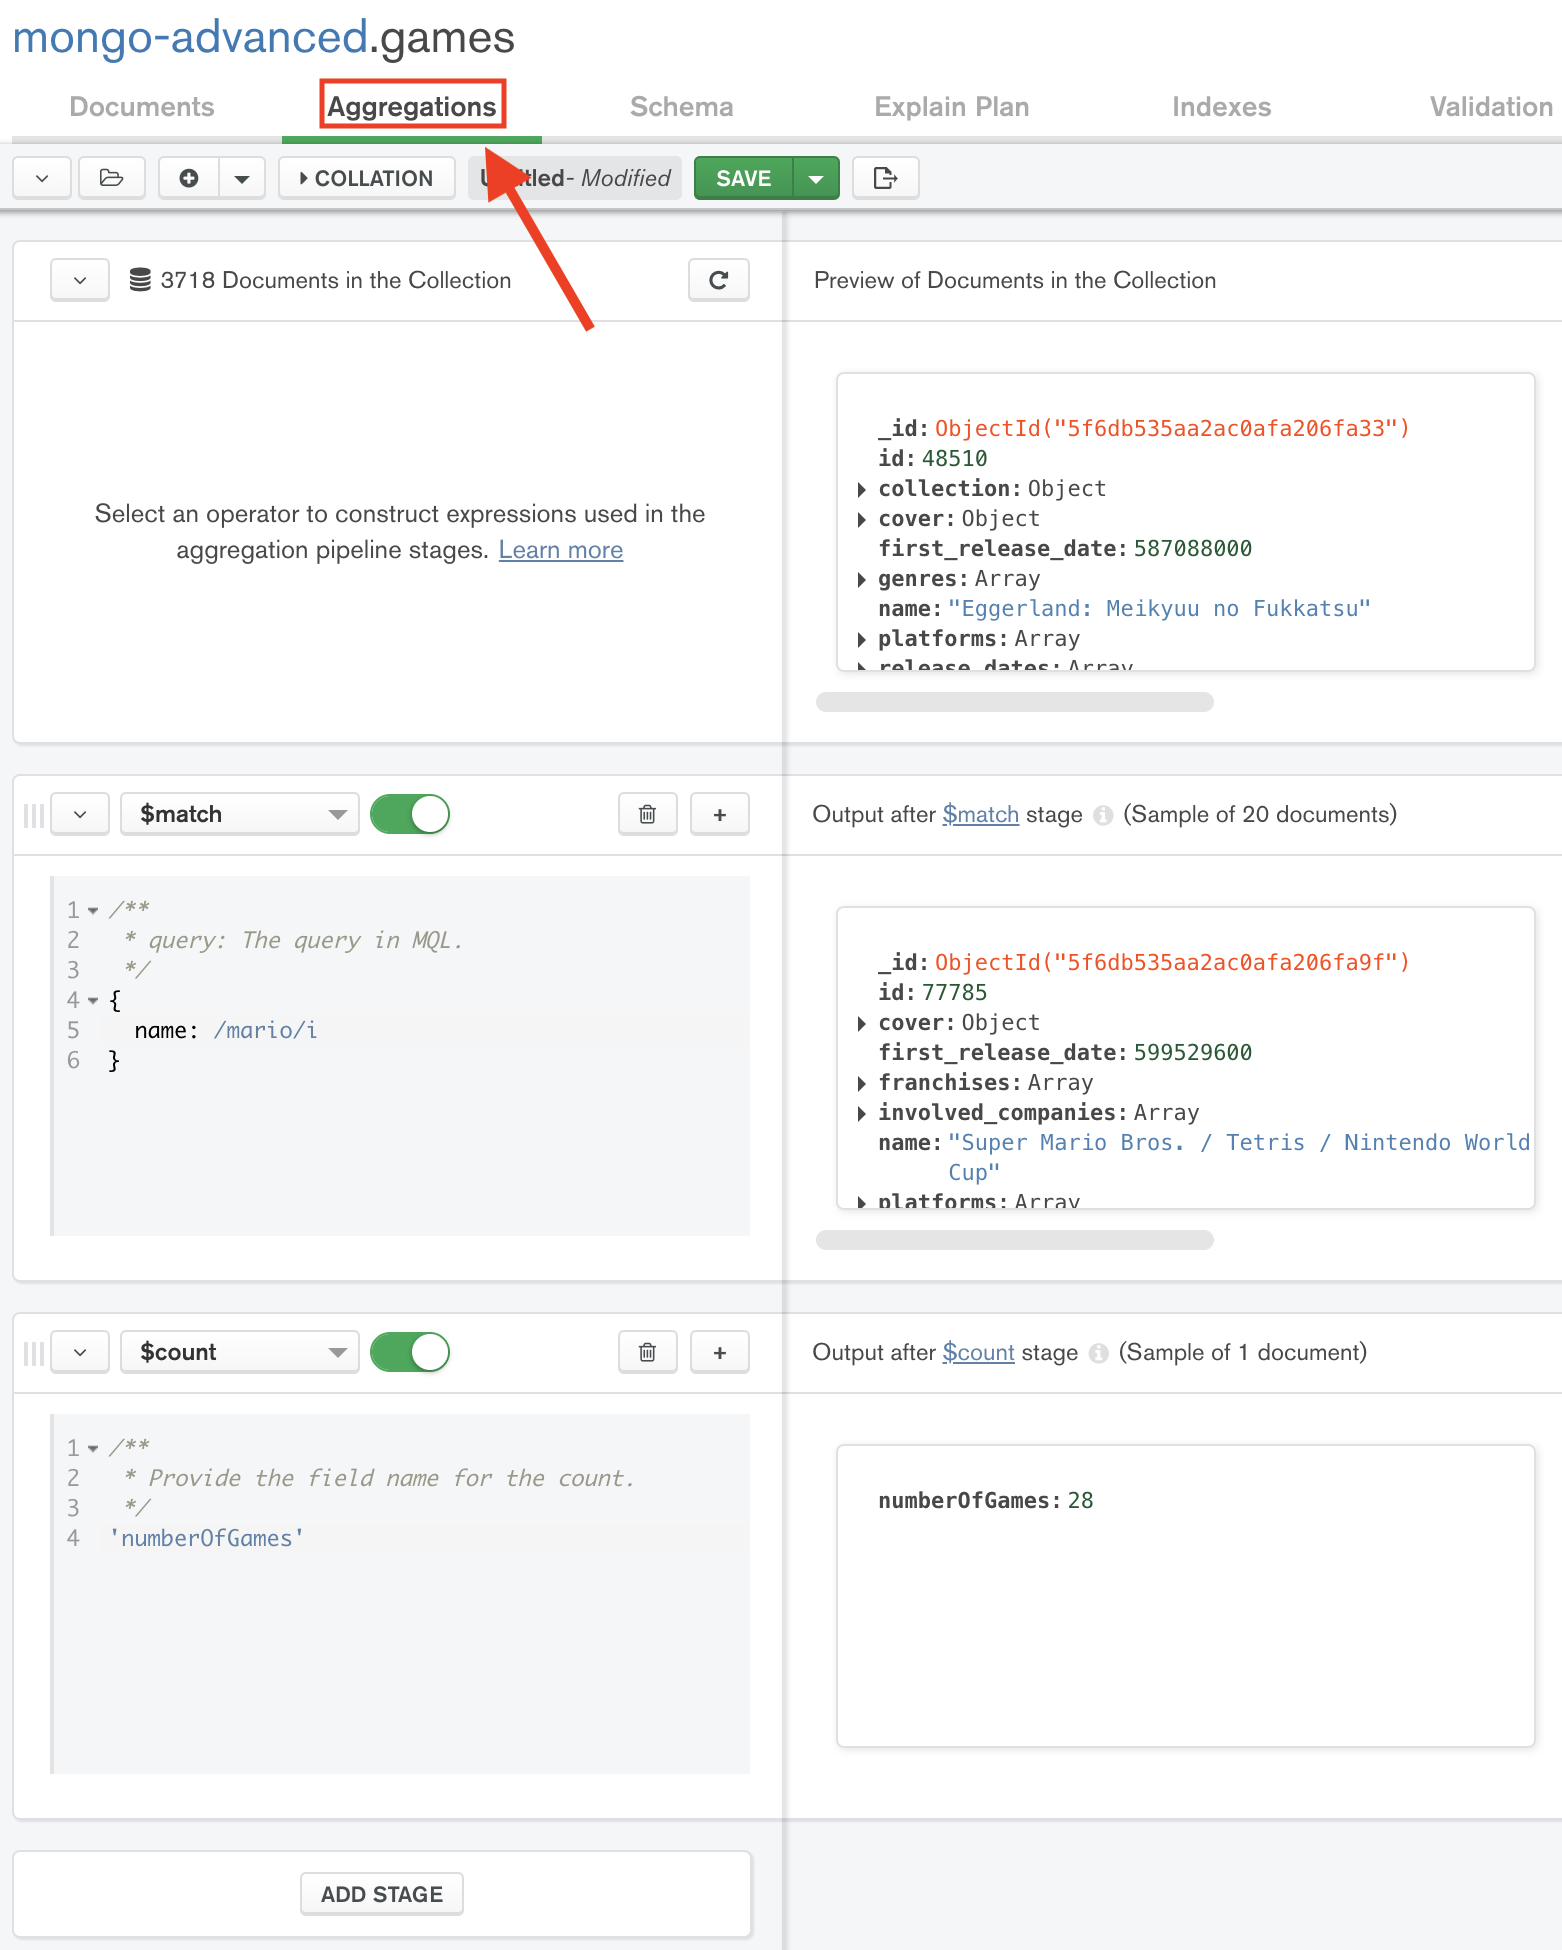 mongo-advanced.games
Documents Aggregations Schema Explain Plan Indexes Validation
COLLATION - Modified SAVE
3718 Documents in the Collection
Preview of Documents in the Collection
Select an operator to construct expressions used in the
aggregation pipeline stages. Learn more
_id: ObjectId("5f6db535aa2ac0afa206fa33")
id: 48510
collection: Object
cover: Object
first_release_date: 587088000
genres: Array
name: "Eggerland: Meikyuu no Fukkatsu"
platforms: Array
release_dates: Array
$match
Output after $match stage (Sample of 20 documents)
1 /**
2 * query: The query in MQL.
3 */
4 {
5 name: /mario/i
6 }
_id: ObjectId("5f6db535aa2ac0afa206fa9f")
id: 77785
cover: Object
first_release_date: 599529600
franchises: Array
involved_companies: Array
name: "Super Mario Bros. / Tetris / Nintendo World
Cup"
platforms: Array
$count
Output after $count stage (Sample of 1 document)
1 /**
2 * Provide the field name for the count.
3 */
4 'numberOfGames'
numberOfGames: 28
ADD STAGE